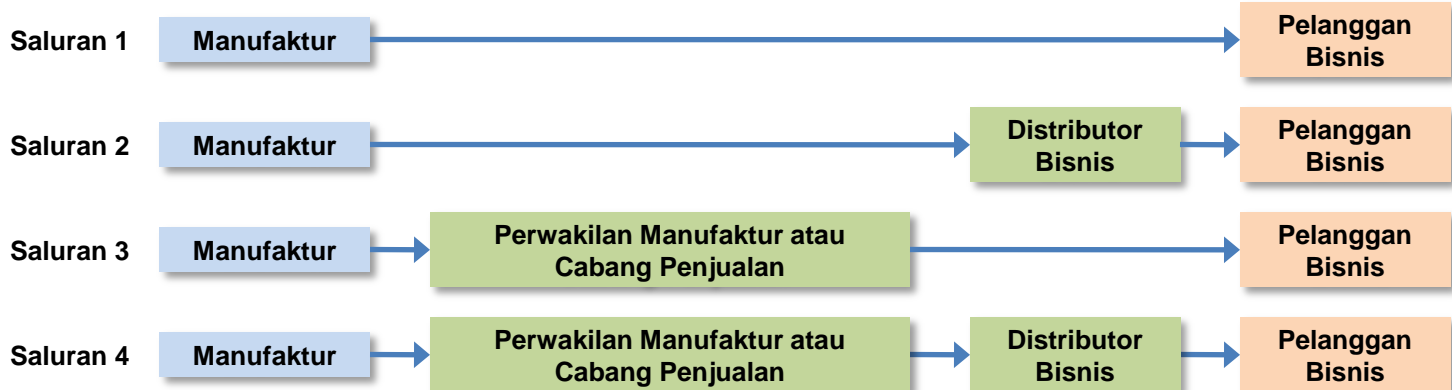 Saluran 1
Manufaktur
Pelanggan
Bisnis
Saluran 2
Manufaktur
Distributor
Bisnis
Pelanggan
Bisnis
Saluran 3
Manufaktur
Perwakilan Manufaktur atau
Cabang Penjualan
Pelanggan
Bisnis
Saluran 4
Manufaktur
Perwakilan Manufaktur atau
Cabang Penjualan
Distributor
Bisnis
Pelanggan
Bisnis